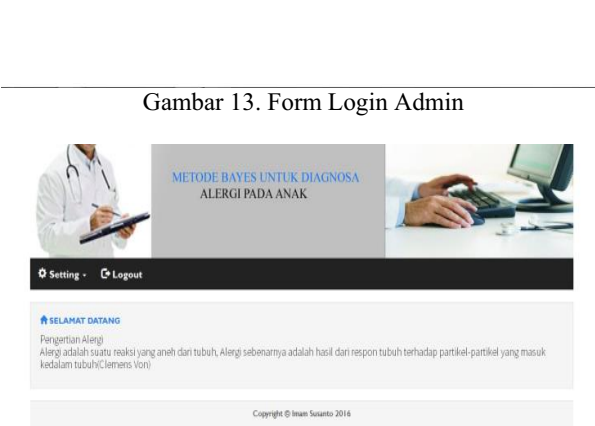 Gambar 13. Form Login Admin
METODE BAYES UNTUK DIAGNOSA
ALERGI PADA ANAK
Setting
Logout
SELAMAT DATANG
Pengertian Alergi
Alergi adalah suatu reaksi yang aneh dari tubuh, Alergi sebenarnya adalah hasil dari respon tubuh terhadap partikel-partikel yang masuk
kedalam tubuh(Clemens Von)
Copyright © Imam Susanto 2016